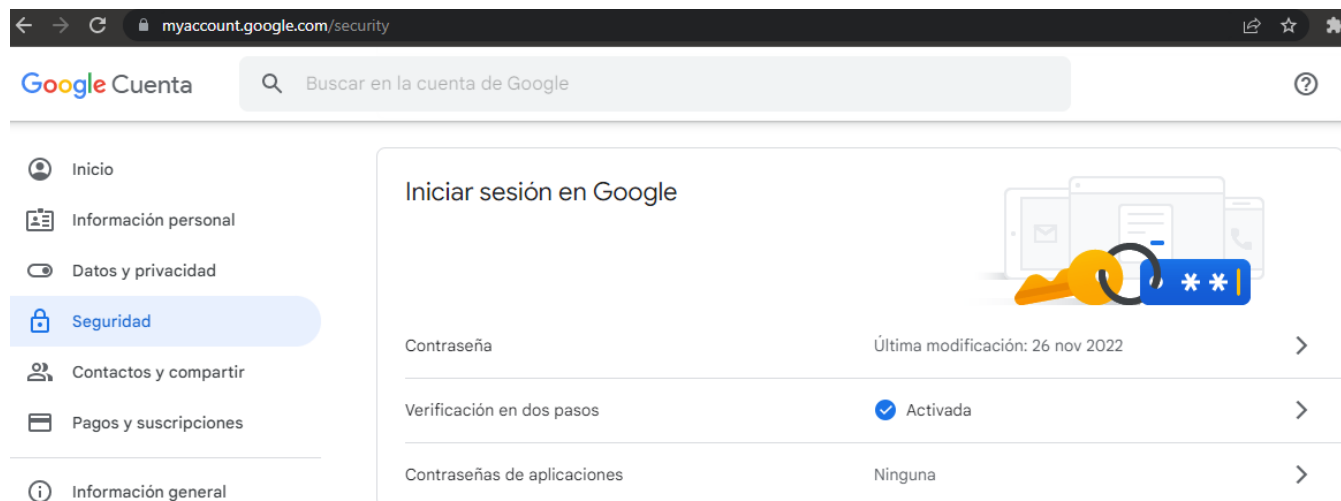 myaccount.google.com/security
Google Cuenta
Buscar en la cuenta de Google
Inicio
Información personal
Datos y privacidad
Seguridad
Contactos y compartir
Pagos y suscripciones
Información general
Iniciar sesión en Google
**
Contraseña Última modificación: 26 nov 2022
Verificación en dos pasos Activada
Contraseñas de aplicaciones Ninguna